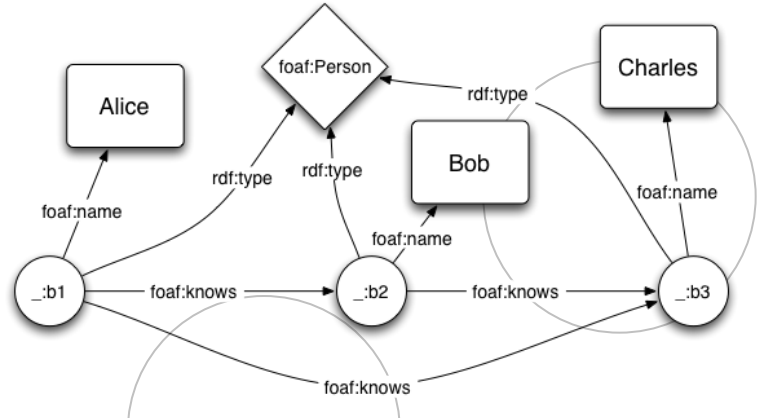 foaf:Person
Charles
Alice
rdf:type
Bob
rdf:type
rdf:type
foaf:name
foaf:name
foaf:name
_:b1
foaf:knows
_:b2
foaf:knows
_:b3
foaf:knows